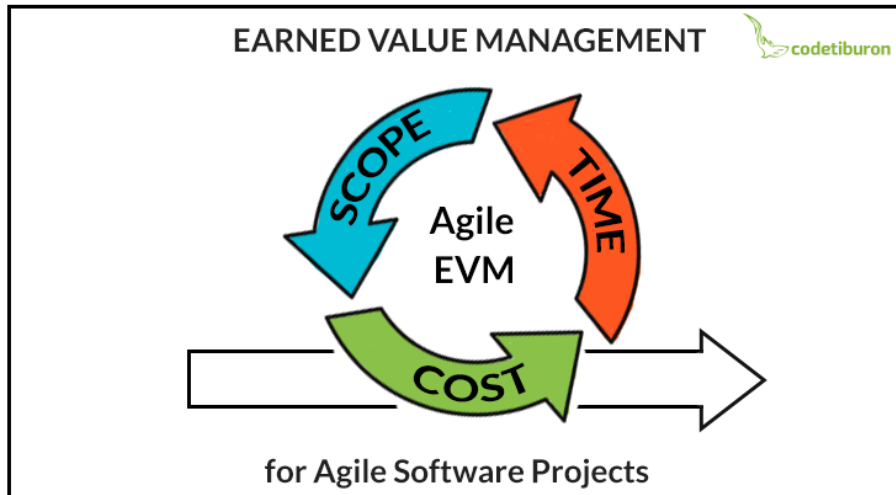 EARNED VALUE MANAGEMENT
codetiburon
SCOPE
TIME
Agile
EVM
COST
for Agile Software Projects